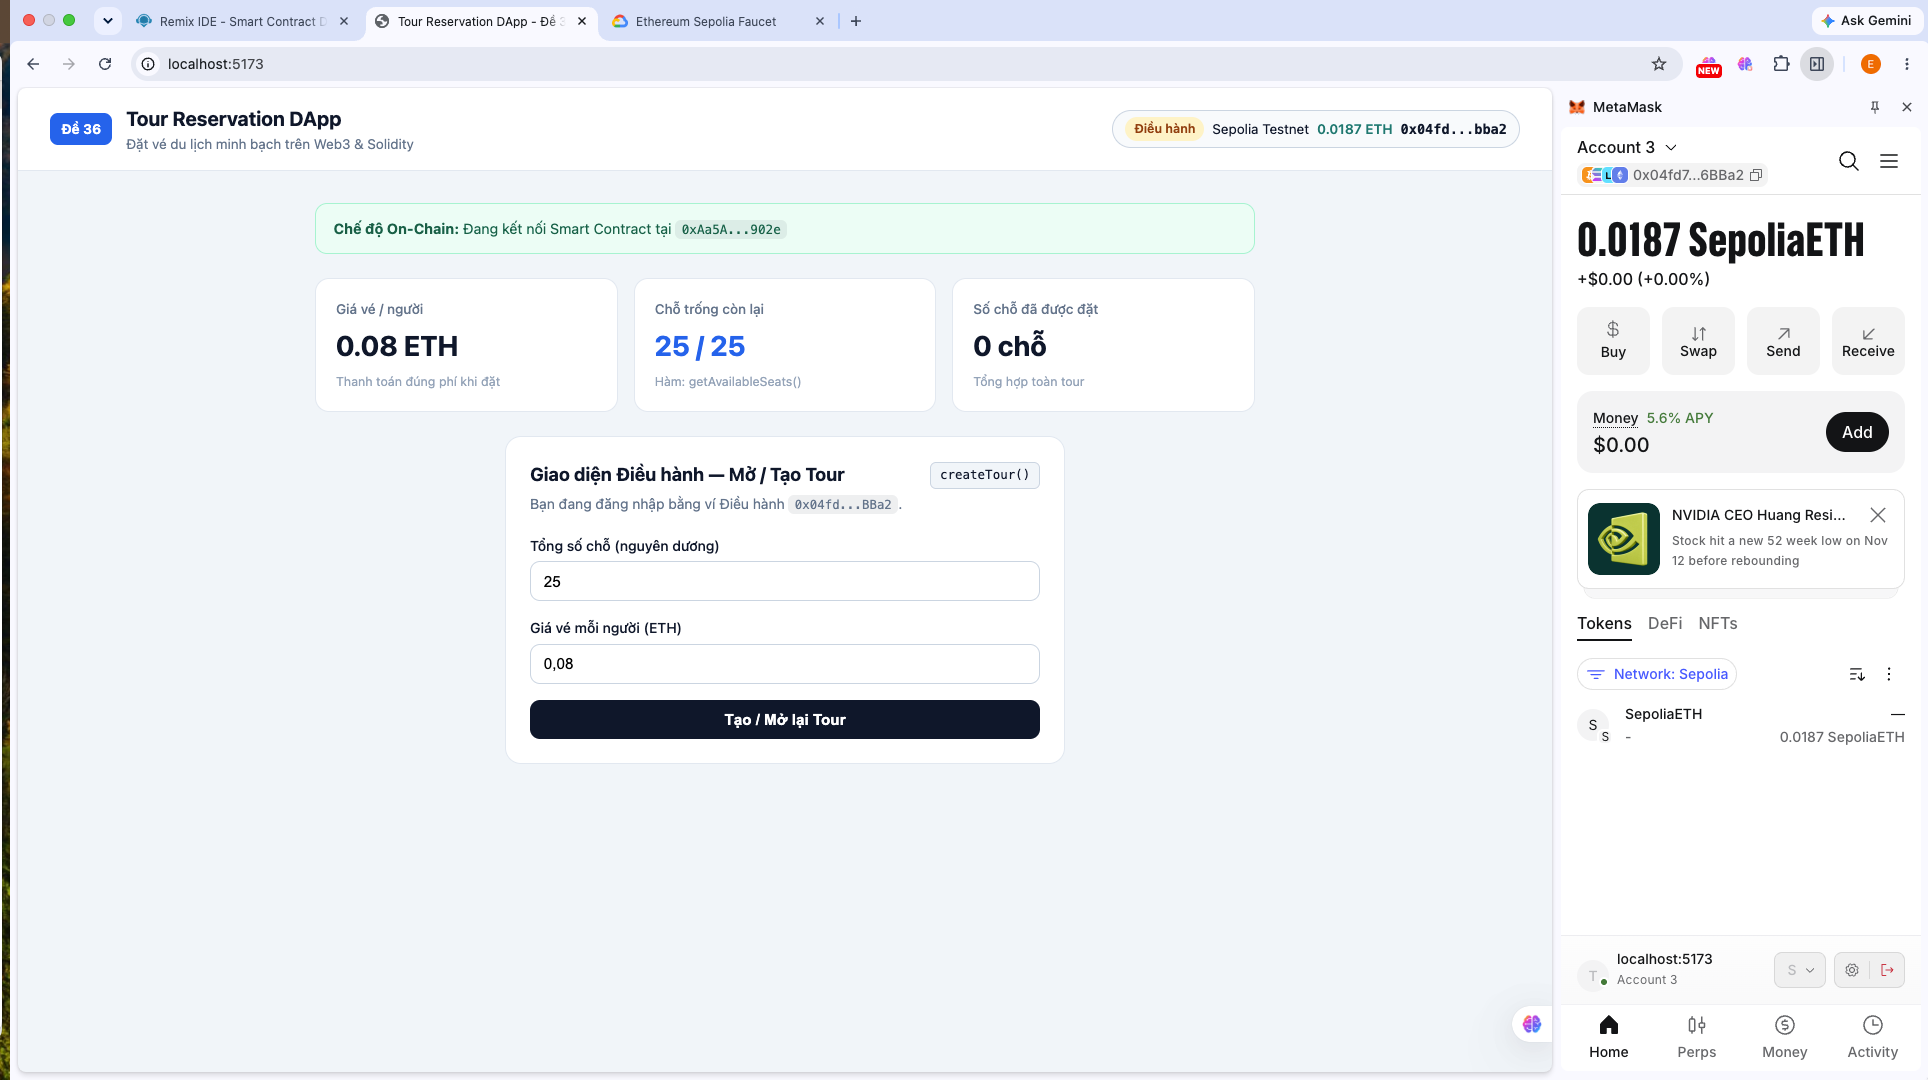 Remix IDE - Smart Contract D
Tour Reservation DApp - Đề 3
Ethereum Sepolia Faucet
Ask Gemini
localhost:5173
NEW
E
Đề 36
Tour Reservation DApp
Đặt vé du lịch minh bạch trên Web3 & Solidity
Điều hành Sepolia Testnet 0.0187 ETH 0x04fd...bba2
Chế độ On-Chain: Đang kết nối Smart Contract tại 0xAa5A...902e
Giá vé / người
0.08 ETH
Thanh toán đúng phí khi đặt
Chỗ trống còn lại
25 / 25
Hàm: getAvailableSeats()
Số chỗ đã được đặt
0 chỗ
Tổng hợp toàn tour
Giao diện Điều hành — Mở / Tạo Tour
createTour()
Bạn đang đăng nhập bằng ví Điều hành 0x04fd...BBa2.
Tổng số chỗ (nguyên dương)
25
Giá vé mỗi người (ETH)
0,08
Tạo / Mở lại Tour
MetaMask
Account 3
0x04fd7...6BBa2
0.0187 SepoliaETH
+$0.00 (+0.00%)
Buy
Swap
Send
Receive
Money 5.6% APY
$0.00
Add
NVIDIA CEO Huang Resi...
Stock hit a new 52 week low on Nov
12 before rebounding
Tokens
DeFi
NFTs
Network: Sepolia
S
S
SepoliaETH
—
-
0.0187 SepoliaETH
T
localhost:5173
Account 3
S
Home
Perps
Money
Activity